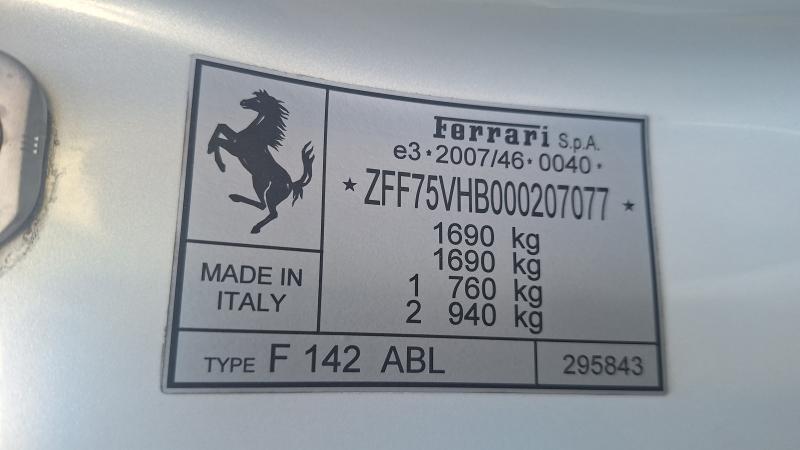 Ferrari S.p.A.
e3*2007/46*0040*
★ ZFF75VHB000207077 ★
1690 kg
1690 kg
1 760 kg
2 940 kg
MADE IN
ITALY
TYPE F 142 ABL
295843